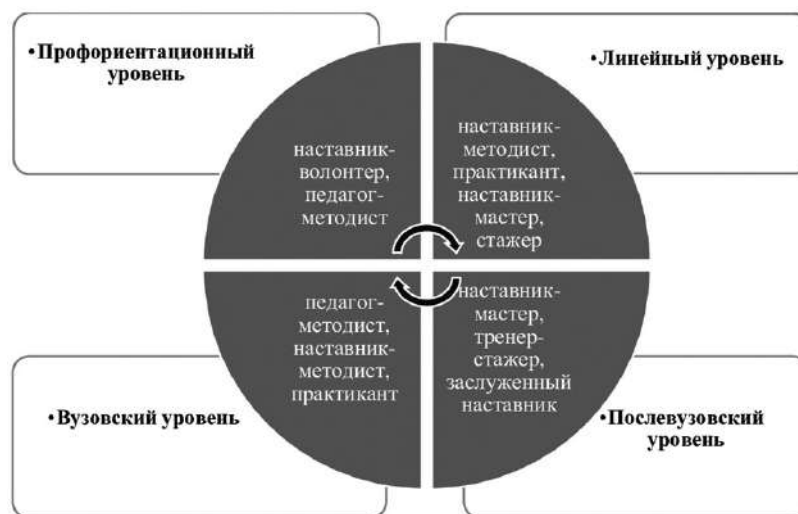 •Профориентационный
уровень
наставник-
волонтер,
педагог-
методист
•Линейный уровень
наставник-
методист,
практикант,
наставник-
мастер,
стажер
•Вузовский уровень
педагог-
методист,
наставник-
методист,
практикант
•Послевузовский
уровень
наставник-
мастер,
тренер-
стажер,
заслуженный
наставник